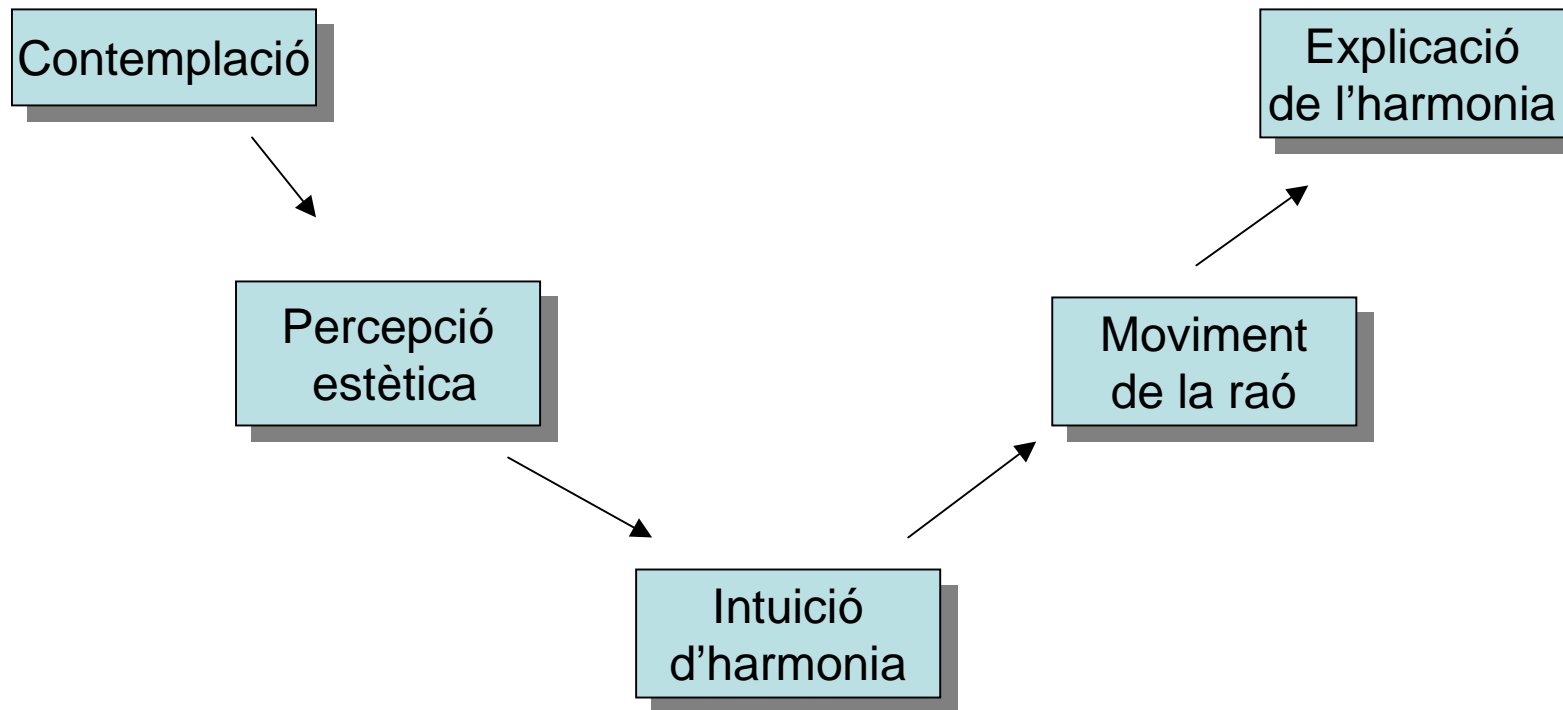 Contemplació
Percepció
estètica
Intuició
d’harmonia
Moviment
de la raó
Explicació
de l’harmonia